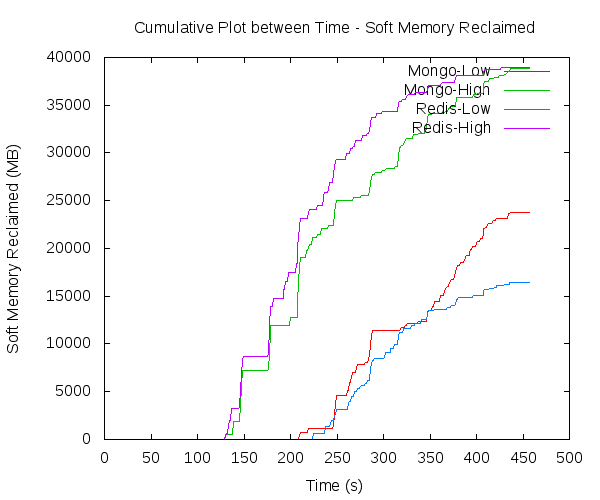 Cumulative Plot between Time - Soft Memory Reclaimed
Soft Memory Reclaimed (MB)
40000
35000
30000
25000
20000
15000
10000
5000
0
Mongo-Low
Mongo-High
Redis-Low
Redis-High
0 50 100 150 200 250 300 350 400 450 500
Time (s)